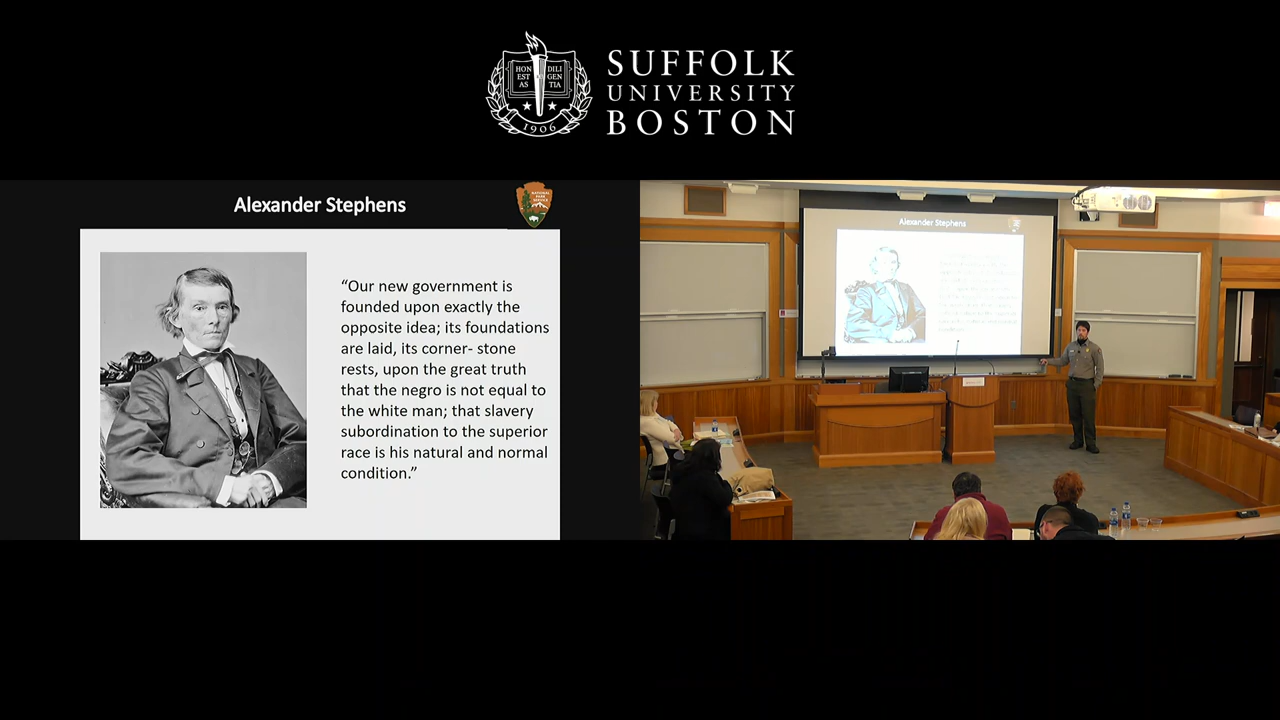 HON
EST
AS
DILI
GEN
TIA
1906
SUFFOLK
UNIVERSITY
BOSTON
Alexander Stephens
NATIONAL
PARK
SERVICE
“Our new government is
founded upon exactly the
opposite idea; its foundations
are laid, its corner- stone
rests, upon the great truth
that the negro is not equal to
the white man; that slavery
subordination to the superior
race is his natural and normal
condition.”
Alexander Stephens